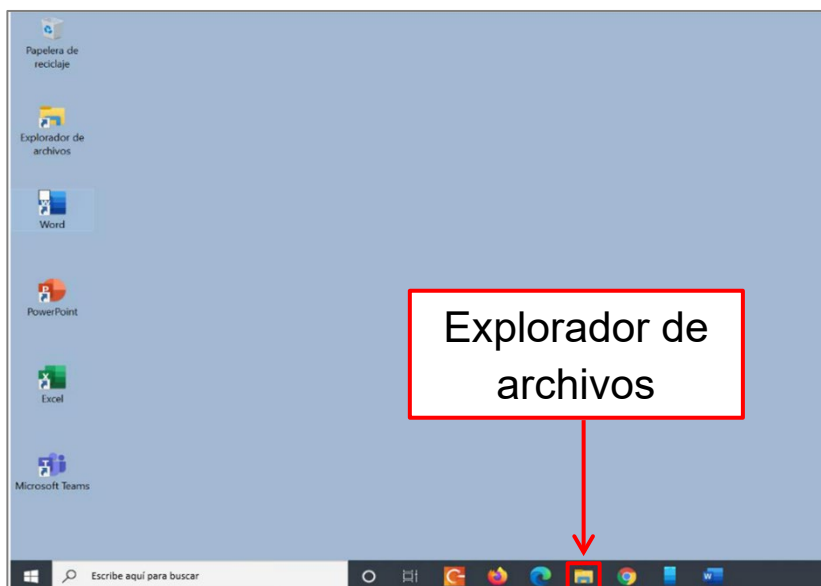 Papelera de
reciclaje
Explorador de
archivos
Word
PowerPoint
Excel
Microsoft Teams
Explorador de
archivos
Escribe aquí para buscar